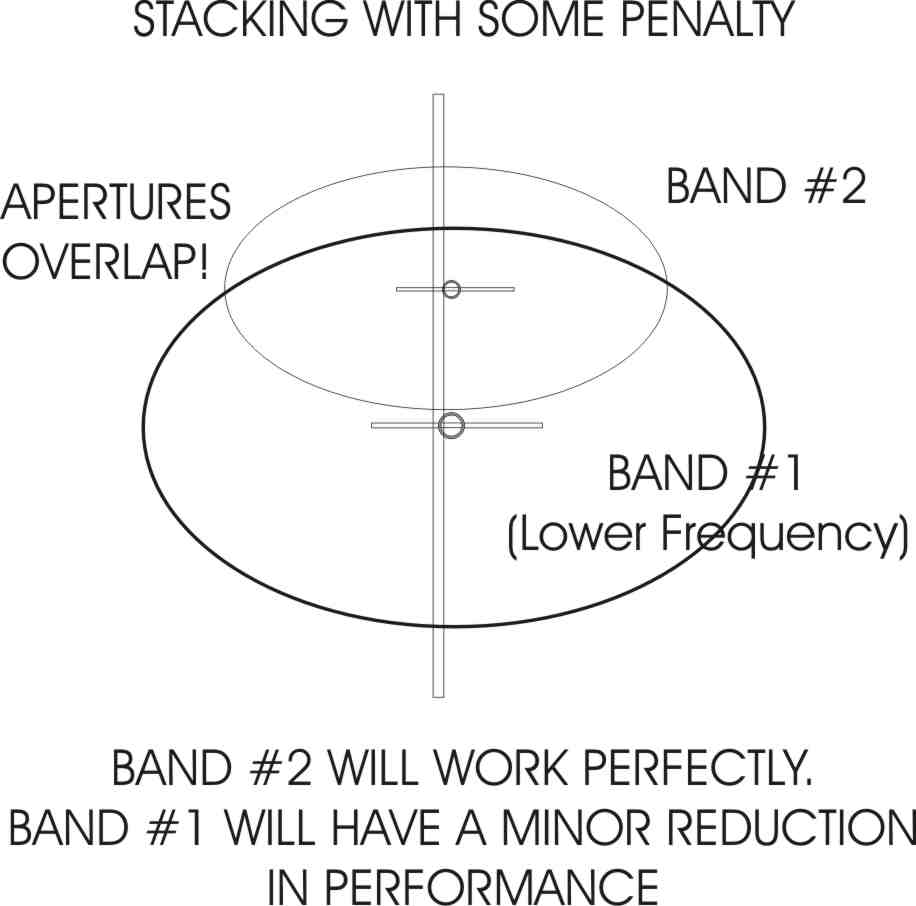 STACKING WITH SOME PENALTY
APERTURES
OVERLAP!
BAND #2
BAND #1
(Lower Frequency)
BAND #2 WILL WORK PERFECTLY.
BAND #1 WILL HAVE A MINOR REDUCTION
IN PERFORMANCE